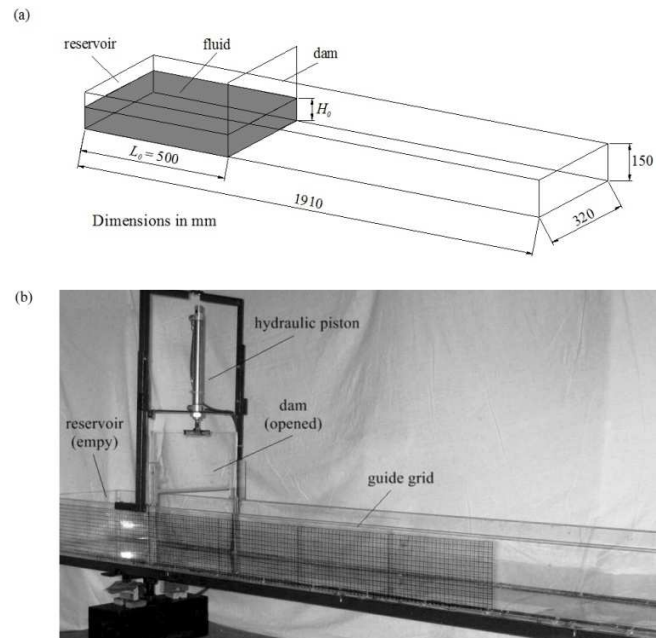 (a)
reservoir
fluid
dam
H₀
L₀ = 500
1910
150
320
Dimensions in mm
(b)
hydraulic piston
dam
(opened)
reservoir
(empy)
guide grid